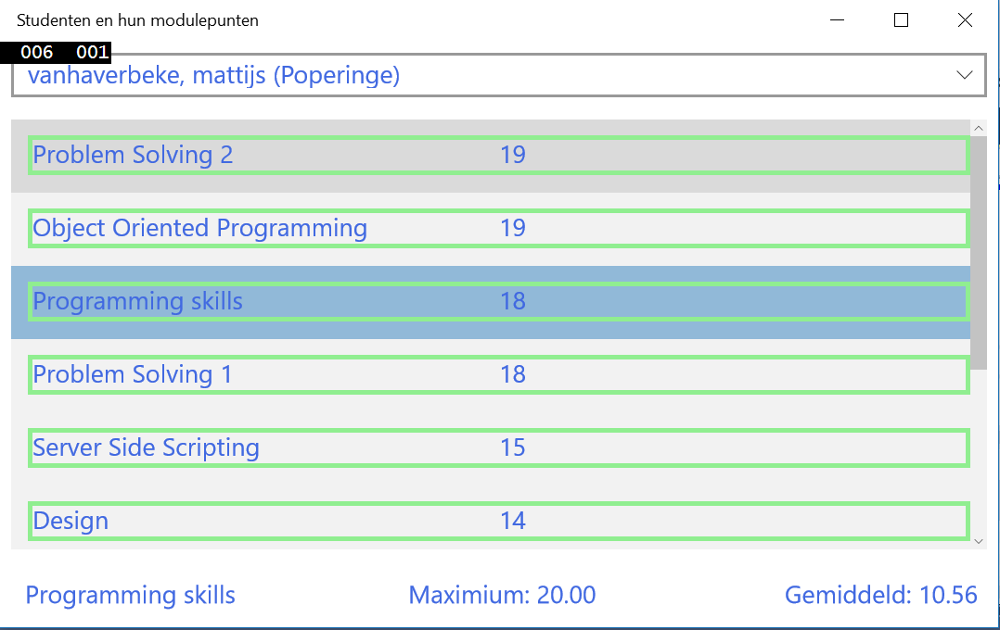 Studenten en hun modulepunten
006 001
vanhaverbeke, mattijs (Poperinge)
Problem Solving 2 19
Object Oriented Programming 19
Programming skills 18
Problem Solving 1 18
Server Side Scripting 15
Design 14
Programming skills Maximium: 20.00 Gemiddeld: 10.56